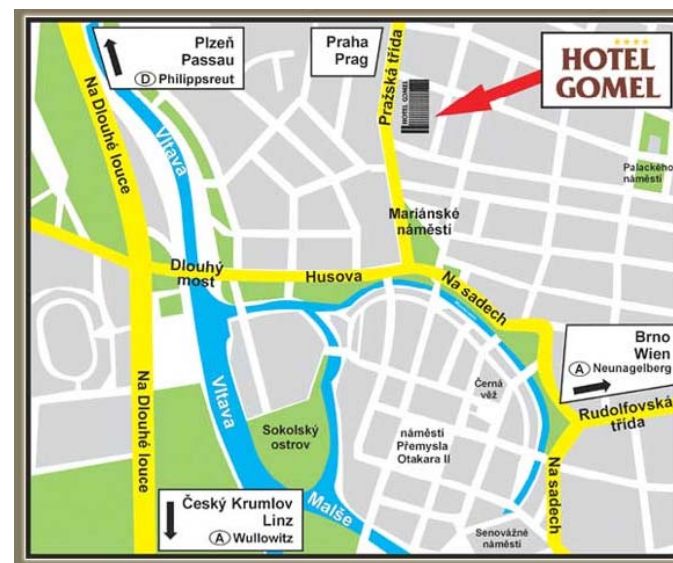 Plzeň
Passau
D Philippsreut
Praha
Prag
Pražská třída
HOTEL GOMEL
HOTEL
GOMEL
Na Dlouhé louce
Vltava
Palackého
náměstí
Mariánské
náměstí
Dlouhý
most
Husova
Na sadech
Brno
Wien
A Neunagelberg
Na Dlouhé louce
Vltava
Černá
věž
Rudolfovská
třída
Sokolský
ostrov
náměstí
Přemysla
Otakara II
Na sadech
Malše
Český Krumlov
Linz
A Wullowitz
Senovážné
náměstí